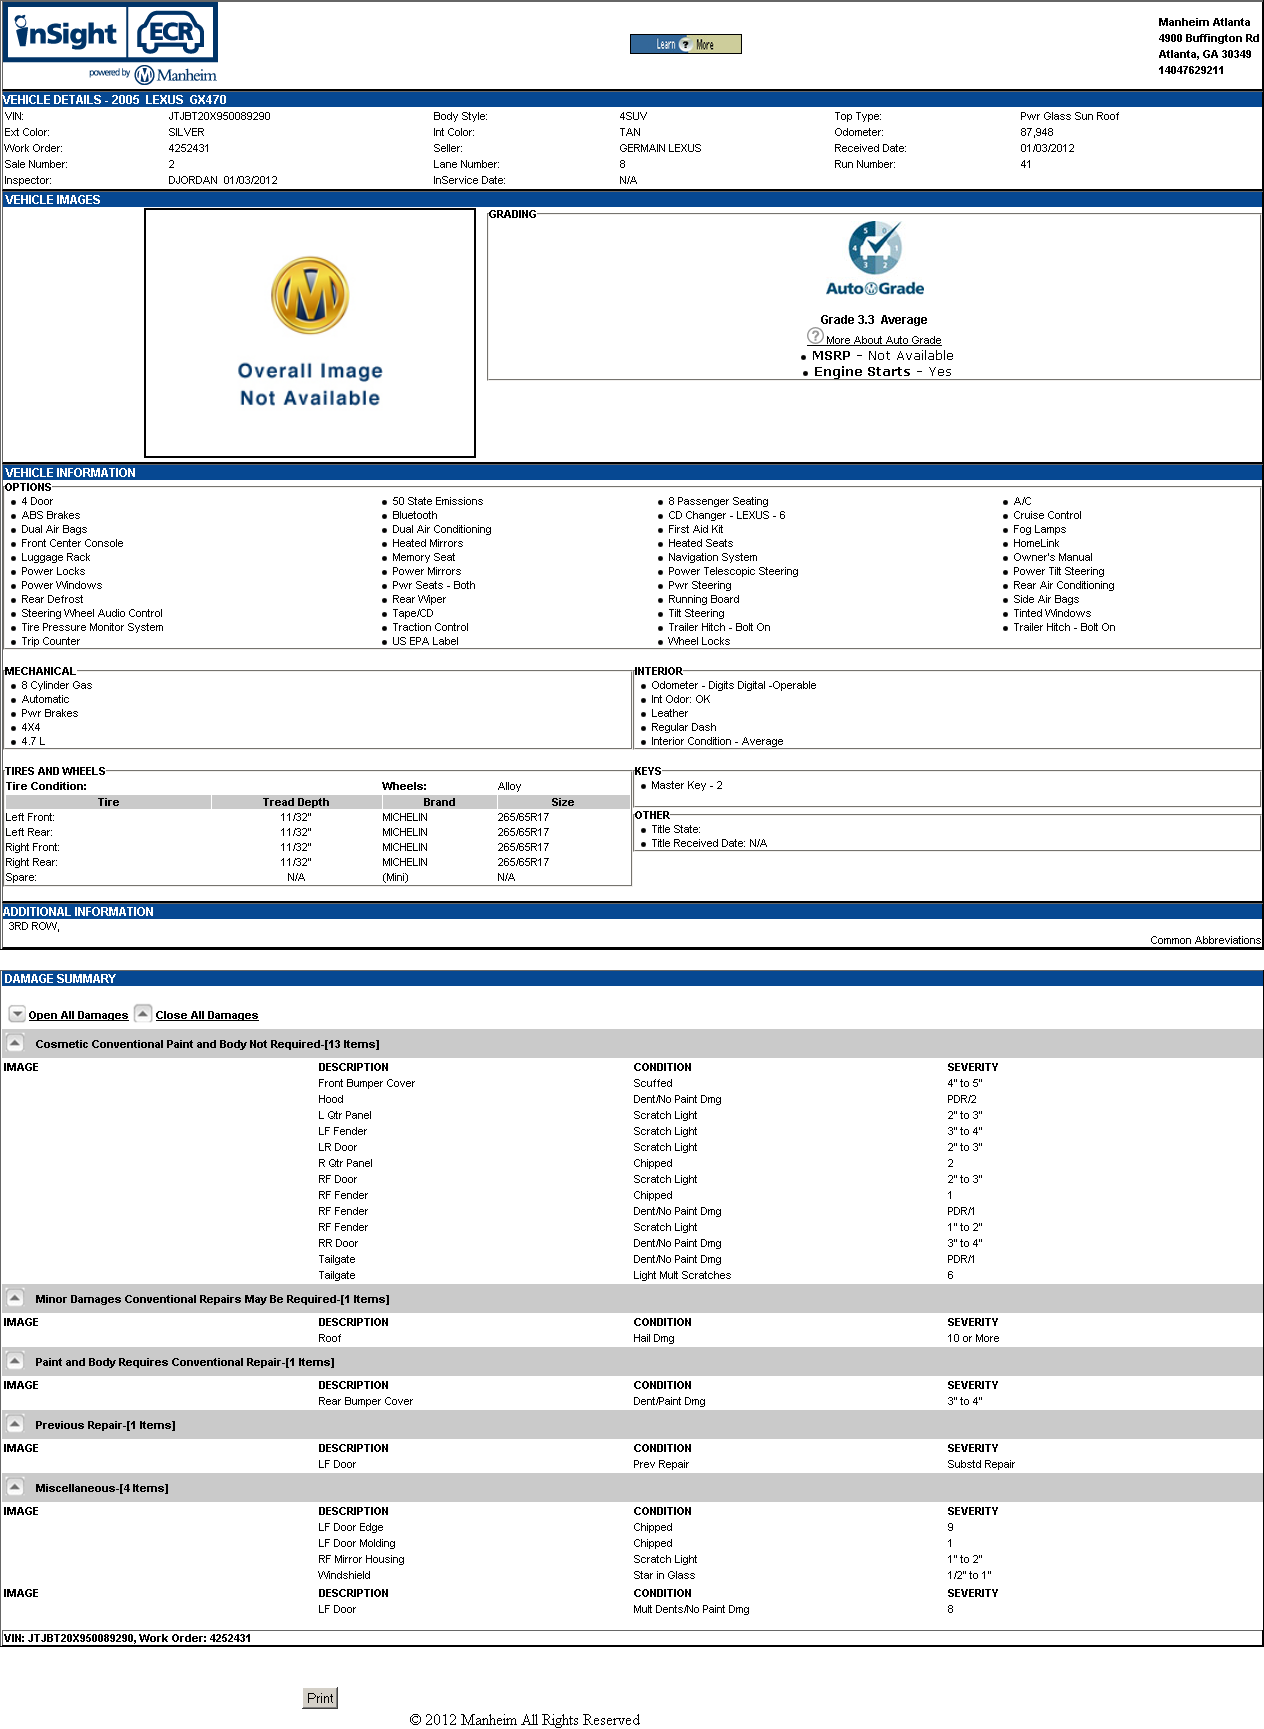 inSight ECR
powered by Manheim
Learn ? More
Manheim Atlanta
4900 Buffington Rd
Atlanta, GA 30349
14047629211
VEHICLE DETAILS - 2005 LEXUS GX470
VIN: JTJBT20X950089290 Body Style: 4SUV Top Type: Pwr Glass Sun Roof
Ext Color: SILVER Int Color: TAN Odometer: 87,948
Work Order: 4252431 Seller: GERMAIN LEXUS Received Date: 01/03/2012
Sale Number: 2 Lane Number: 8 Run Number: 41
Inspector: DJORDAN 01/03/2012 InService Date: N/A
VEHICLE IMAGES
Overall Image
Not Available
GRADING
5 0 4 1 3 2
Auto Grade
Grade 3.3 Average
? More About Auto Grade
• MSRP - Not Available
• Engine Starts - Yes
VEHICLE INFORMATION
OPTIONS
• 4 Door • 50 State Emissions • 8 Passenger Seating • A/C
• ABS Brakes • Bluetooth • CD Changer - LEXUS - 6 • Cruise Control
• Dual Air Bags • Dual Air Conditioning • First Aid Kit • Fog Lamps
• Front Center Console • Heated Mirrors • Heated Seats • HomeLink
• Luggage Rack • Memory Seat • Navigation System • Owner's Manual
• Power Locks • Power Mirrors • Power Telescopic Steering • Power Tilt Steering
• Power Windows • Pwr Seats - Both • Pwr Steering • Rear Air Conditioning
• Rear Defrost • Rear Wiper • Running Board • Side Air Bags
• Steering Wheel Audio Control • Tape/CD • Tilt Steering • Tinted Windows
• Tire Pressure Monitor System • Traction Control • Trailer Hitch - Bolt On • Trailer Hitch - Bolt On
• Trip Counter • US EPA Label • Wheel Locks
MECHANICAL
• 8 Cylinder Gas
• Automatic
• Pwr Brakes
• 4X4
• 4.7 L
INTERIOR
• Odometer - Digits Digital -Operable
• Int Odor: OK
• Leather
• Regular Dash
• Interior Condition - Average
TIRES AND WHEELS
Tire Condition: Wheels: Alloy
Tire Tread Depth Brand Size
Left Front: 11/32" MICHELIN 265/65R17
Left Rear: 11/32" MICHELIN 265/65R17
Right Front: 11/32" MICHELIN 265/65R17
Right Rear: 11/32" MICHELIN 265/65R17
Spare: N/A (Mini) N/A
KEYS
• Master Key - 2
OTHER
• Title State:
• Title Received Date: N/A
ADDITIONAL INFORMATION
3RD ROW,
Common Abbreviations
DAMAGE SUMMARY
Open All Damages Close All Damages
Cosmetic Conventional Paint and Body Not Required-[13 Items]
IMAGE DESCRIPTION CONDITION SEVERITY
Front Bumper Cover Scuffed 4" to 5"
Hood Dent/No Paint Dmg PDR/2
L Qtr Panel Scratch Light 2" to 3"
LF Fender Scratch Light 3" to 4"
LR Door Scratch Light 2" to 3"
R Qtr Panel Chipped 2
RF Door Scratch Light 2" to 3"
RF Fender Chipped 1
RF Fender Dent/No Paint Dmg PDR/1
RF Fender Scratch Light 1" to 2"
RR Door Dent/No Paint Dmg 3" to 4"
Tailgate Dent/No Paint Dmg PDR/1
Tailgate Light Mult Scratches 6
Minor Damages Conventional Repairs May Be Required-[1 Items]
IMAGE DESCRIPTION CONDITION SEVERITY
Roof Hail Dmg 10 or More
Paint and Body Requires Conventional Repair-[1 Items]
IMAGE DESCRIPTION CONDITION SEVERITY
Rear Bumper Cover Dent/Paint Dmg 3" to 4"
Previous Repair-[1 Items]
IMAGE DESCRIPTION CONDITION SEVERITY
LF Door Prev Repair Substd Repair
Miscellaneous-[4 Items]
IMAGE DESCRIPTION CONDITION SEVERITY
LF Door Edge Chipped 9
LF Door Molding Chipped 1
RF Mirror Housing Scratch Light 1" to 2"
Windshield Star in Glass 1/2" to 1"
IMAGE DESCRIPTION CONDITION SEVERITY
LF Door Mult Dents/No Paint Dmg 8
VIN: JTJBT20X950089290, Work Order: 4252431
Print
© 2012 Manheim All Rights Reserved